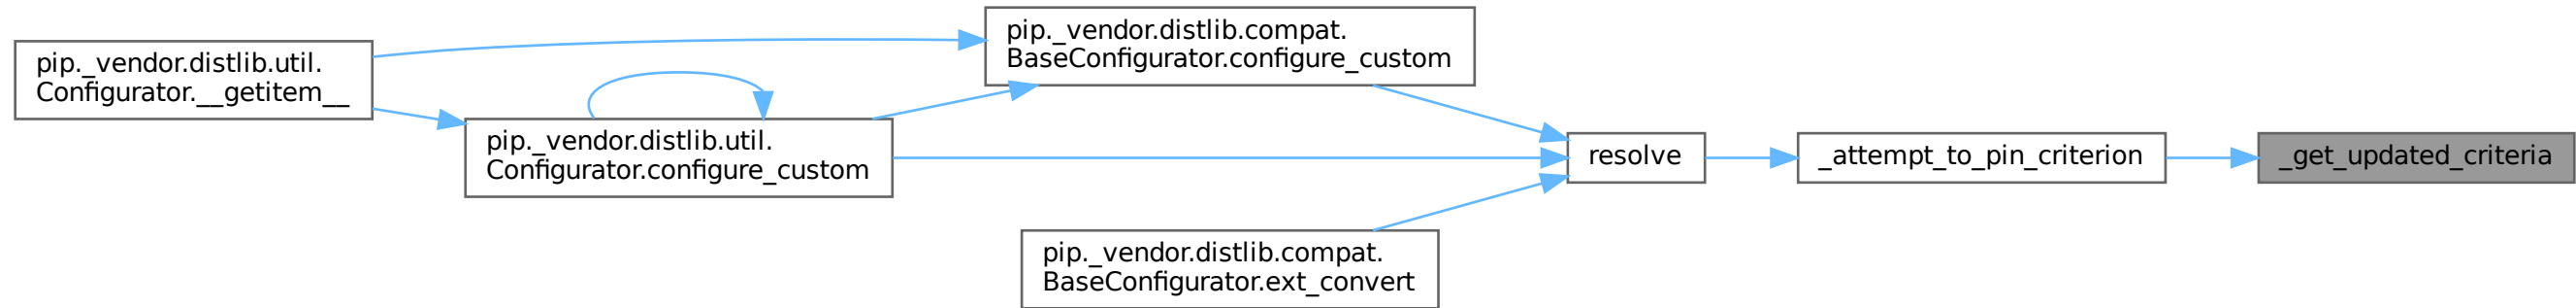 pip._vendor.distlib.util.
Configurator.__getitem__
pip._vendor.distlib.compat.
BaseConfigurator.configure_custom
pip._vendor.distlib.util.
Configurator.configure_custom
pip._vendor.distlib.compat.
BaseConfigurator.ext_convert
resolve
_attempt_to_pin_criterion
_get_updated_criteria